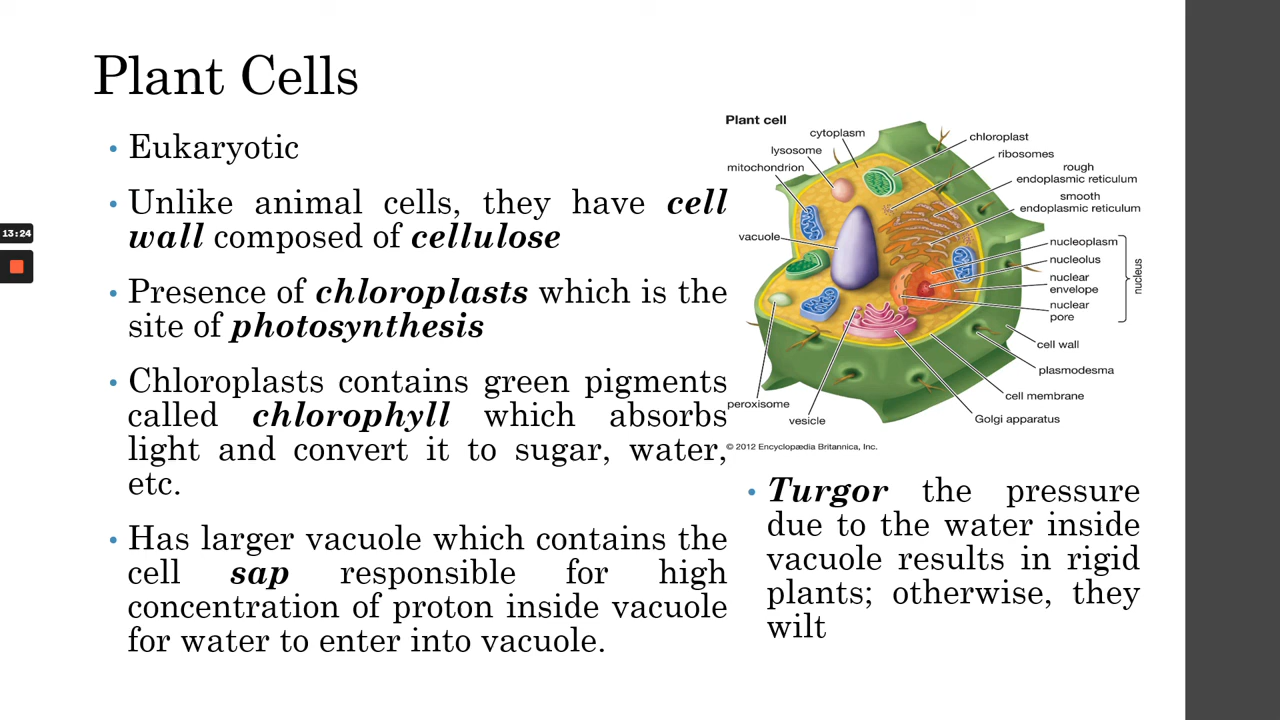 Plant Cells
• Eukaryotic
• Unlike animal cells, they have cell
wall composed of cellulose
• Presence of chloroplasts which is the
site of photosynthesis
• Chloroplasts contains green pigments
called chlorophyll which absorbs
light and convert it to sugar, water,
etc.
• Has larger vacuole which contains the
cell sap responsible for high
concentration of proton inside vacuole
for water to enter into vacuole.
13:24
Plant cell
cytoplasm
lysosome
mitochondrion
vacuole
peroxisome
vesicle
chloroplast
ribosomes
rough
endoplasmic reticulum
smooth
endoplasmic reticulum
nucleoplasm
nucleolus
nuclear
envelope
nuclear
pore
nucleus
cell wall
plasmodesma
cell membrane
Golgi apparatus
© 2012 Encyclopædia Britannica, Inc.
• Turgor the pressure
due to the water inside
vacuole results in rigid
plants; otherwise, they
wilt